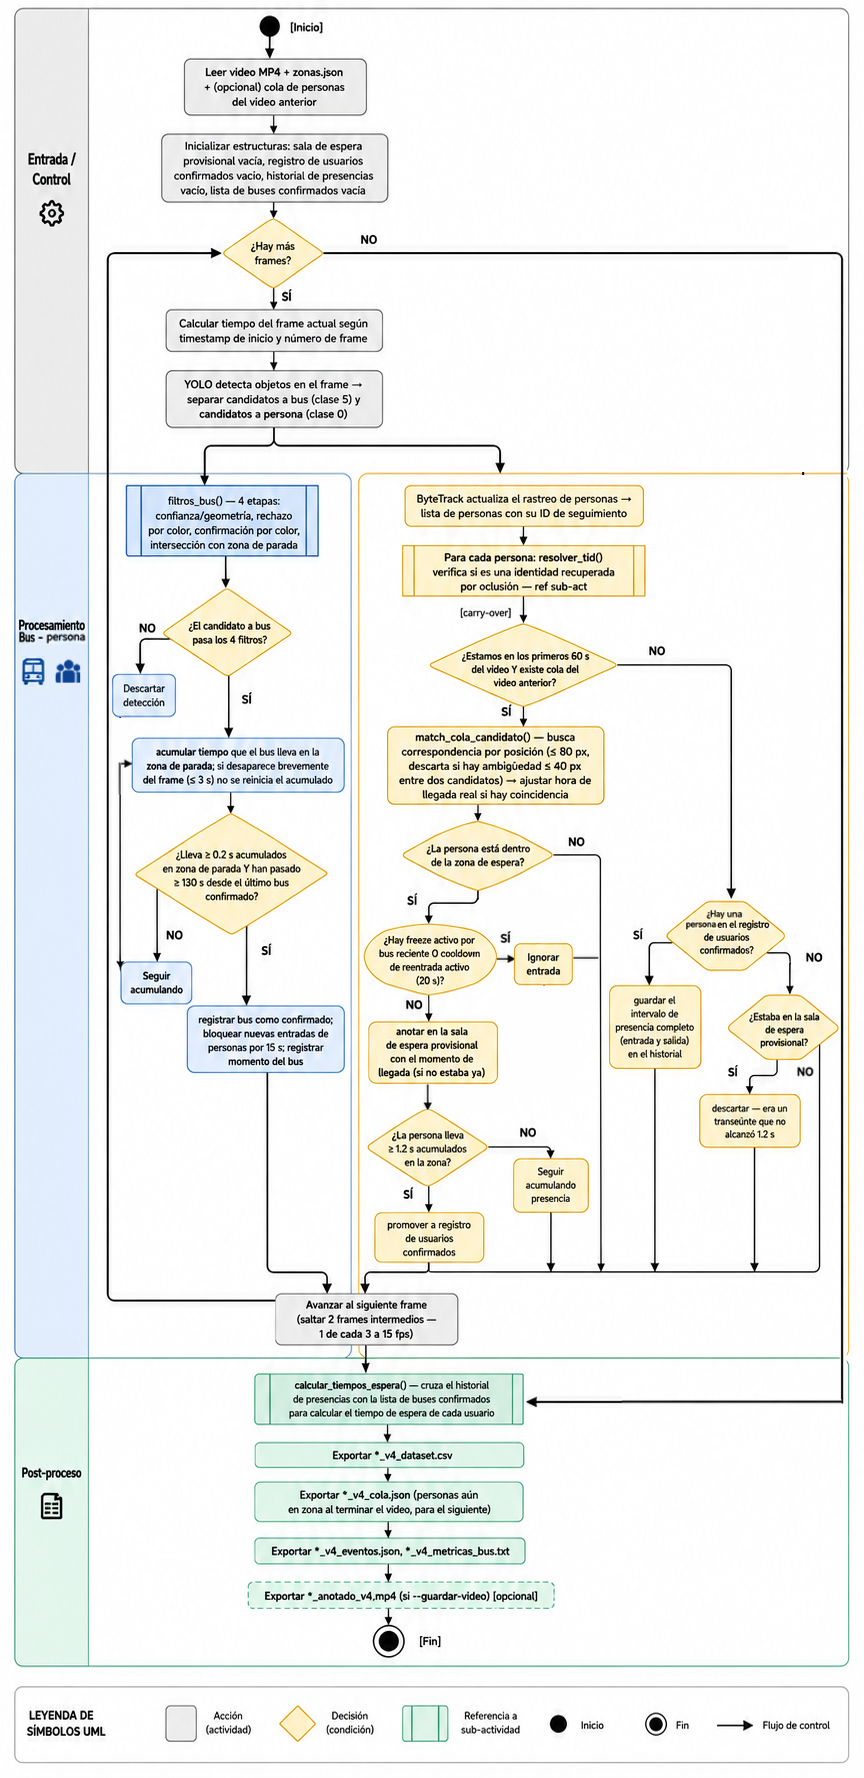 [Inicio]
Leer video MP4 + zonas.json
+ (opcional) cola de personas
del video anterior
Entrada /
Control
Inicializar estructuras: sala de espera
provisional vacía, registro de usuarios
confirmados vacío, historial de presencias
vacío, lista de buses confirmados vacía
¿Hay más
frames?
NO
SÍ
Calcular tiempo del frame actual según
timestamp de inicio y número de frame
YOLO detecta objetos en el frame →
separar candidatos a bus (clase 5) y
candidatos a persona (clase 0)
Procesamiento
Bus – persona
filtros_bus() — 4 etapas:
confianza/geometría, rechazo
por color, confirmación por color,
intersección con zona de parada
¿El candidato a bus
pasa los 4 filtros?
NO
Descartar
detección
SÍ
acumular tiempo que el bus lleva en la
zona de parada; si desaparece brevemente
del frame (≤ 3 s) no se reinicia el acumulado
¿Lleva ≥ 0.2 s acumulados
en zona de parada Y han pasado
≥ 130 s desde el último bus
confirmado?
NO
SÍ
Seguir
acumulando
registrar bus como confirmado;
bloquear nuevas entradas de
personas por 15 s; registrar
momento del bus
ByteTrack actualiza el rastreo de personas →
lista de personas con su ID de seguimiento
Para cada persona: resolver_tid()
verifica si es una identidad recuperada
por oclusión — ref sub-act
[carry-over]
¿Estamos en los primeros 60 s
del video Y existe cola del
video anterior?
NO
SÍ
match_cola_candidato() — busca
correspondencia por posición (≤ 80 px,
descarta si hay ambigüedad ≤ 40 px
entre dos candidatos) → ajustar hora de
llegada real si hay coincidencia
¿La persona está dentro
de la zona de espera?
NO
SÍ
¿Hay freeze activo por
bus reciente O cooldown
de reentrada activo
(20 s)?
SÍ
Ignorar
entrada
NO
anotar en la sala
de espera provisional
con el momento de
llegada (si no estaba ya)
¿La persona lleva
≥ 1.2 s acumulados
en la zona?
NO
Seguir
acumulando
presencia
SÍ
promover a registro
de usuarios
confirmados
¿Hay una
persona en el registro
de usuarios
confirmados?
SÍ
NO
guardar el
intervalo de
presencia completo
(entrada y salida)
en el historial
¿Estaba en la sala
de espera
provisional?
SÍ
NO
descartar — era un
transeúnte que no
alcanzó 1.2 s
Avanzar al siguiente frame
(saltar 2 frames intermedios —
1 de cada 3 a 15 fps)
Post-proceso
calcular_tiempos_espera() — cruza el historial
de presencias con la lista de buses confirmados
para calcular el tiempo de espera de cada usuario
Exportar *_v4_dataset.csv
Exportar *_v4_cola.json (personas aún
en zona al terminar el video, para el siguiente)
Exportar *_v4_eventos.json, *_v4_metricas_bus.txt
Exportar *_anotado_v4,mp4 (si --guardar-video) [opcional]
[Fin]
LEYENDA DE
SÍMBOLOS UML
Acción
(actividad)
Decisión
(condición)
Referencia a
sub-actividad
Inicio
Fin
Flujo de control